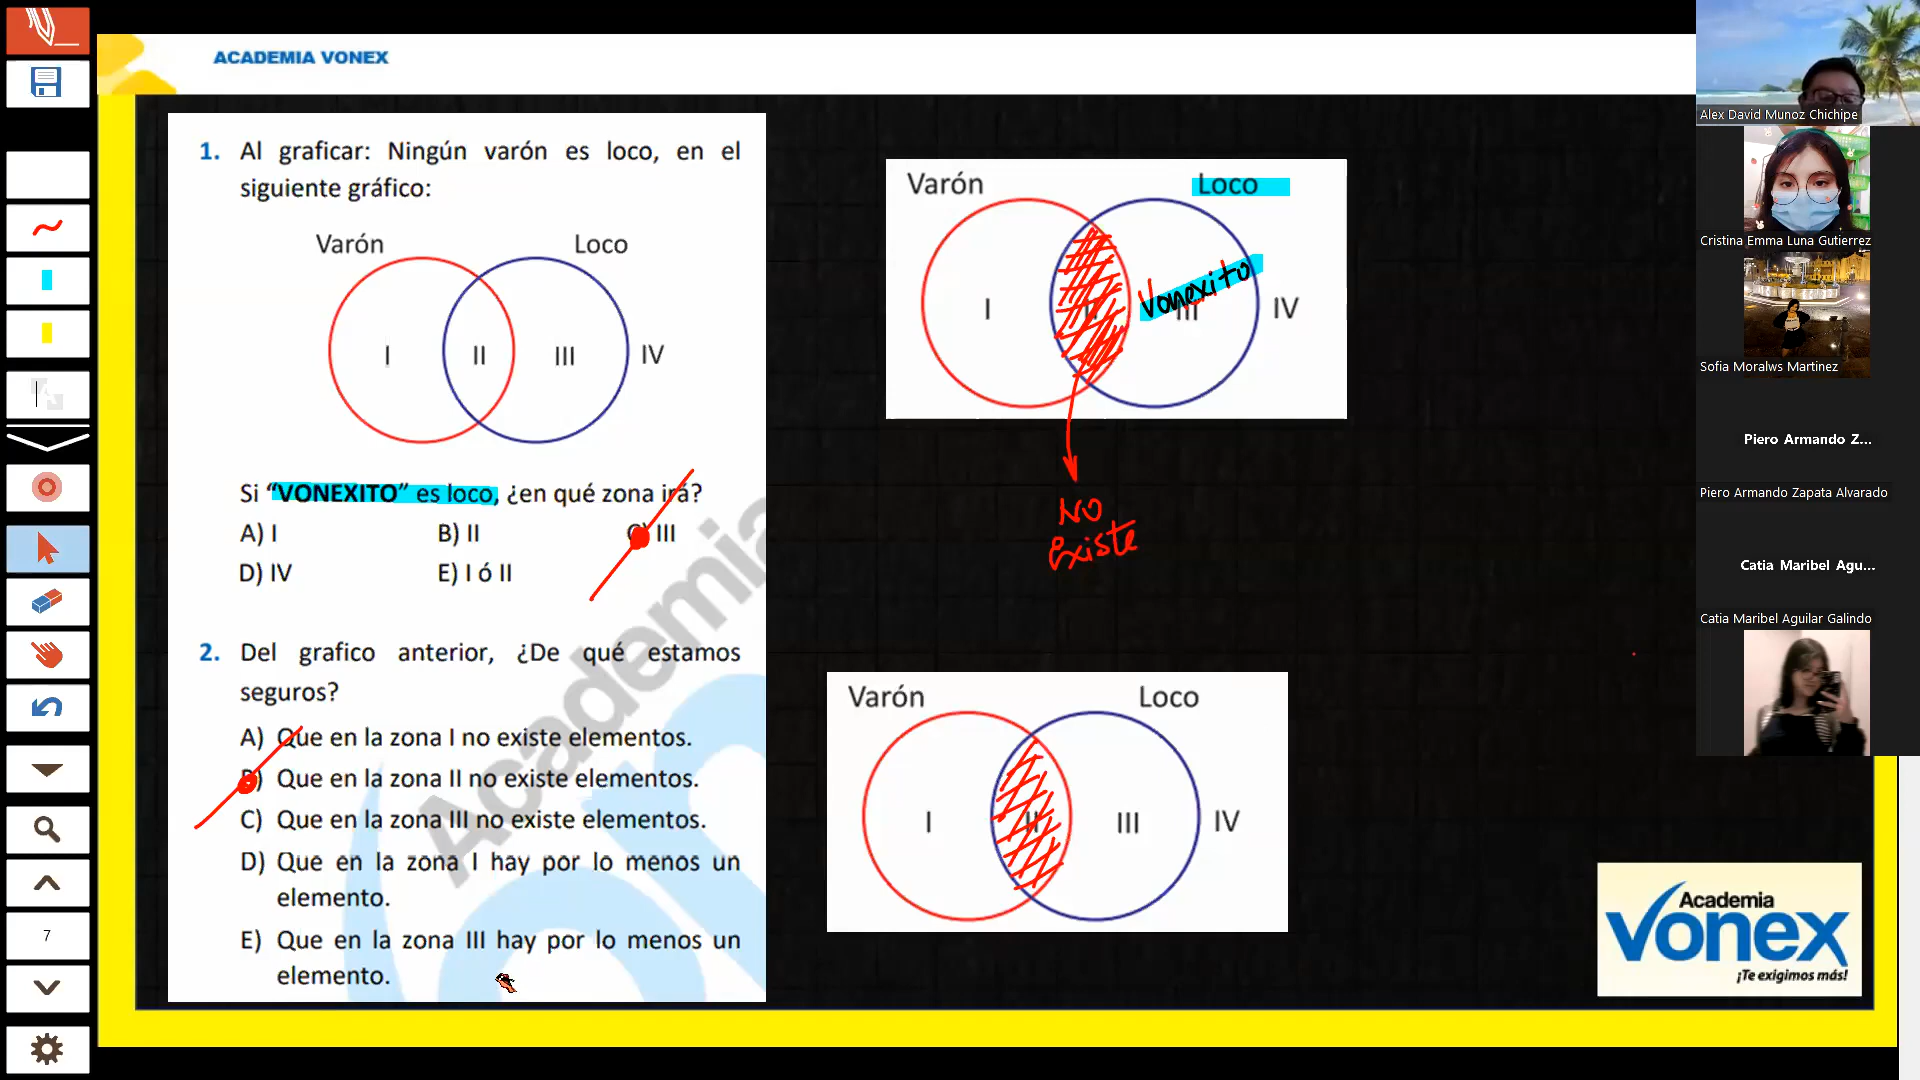 ACADEMIA VONEX
1. Al graficar: Ningún varón es loco, en el
siguiente gráfico:
Varón Loco
I II III IV
Si “VONEXITO” es loco, ¿en qué zona irá?
A) I B) II C) III
D) IV E) I ó II
2. Del grafico anterior, ¿De qué estamos
seguros?
A) Que en la zona I no existe elementos.
B) Que en la zona II no existe elementos.
C) Que en la zona III no existe elementos.
D) Que en la zona I hay por lo menos un
elemento.
E) Que en la zona III hay por lo menos un
elemento.
Academia
Varón Loco
Vonexito
I II III IV
NO
Existe
Varón Loco
I II III IV
Academia
vonex
¡Te exigimos más!
Alex David Munoz Chichipe
Cristina Emma Luna Gutierrez
Sofia Moralws Martinez
Piero Armando Z...
Piero Armando Zapata Alvarado
Catia Maribel Agu...
Catia Maribel Aguilar Galindo
7